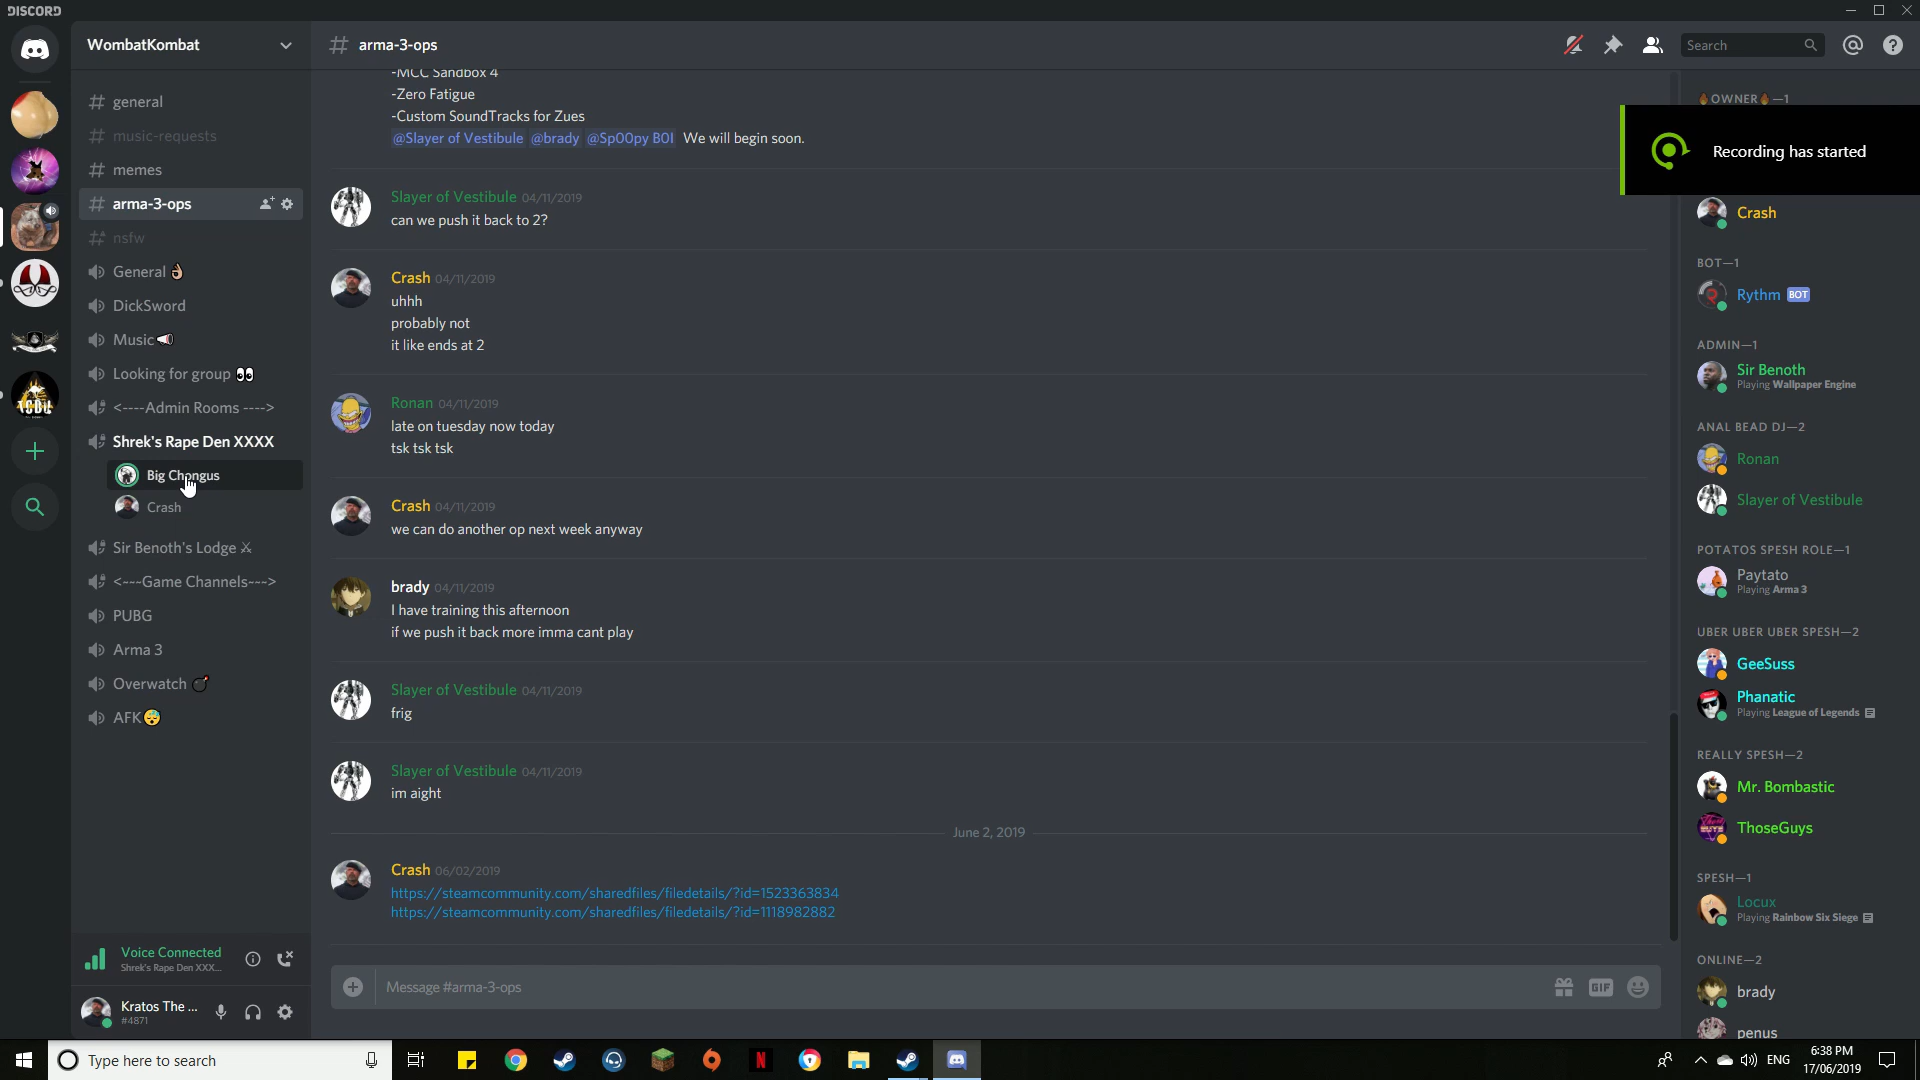 DISCORD
WombatKombat
general
music-requests
memes
arma-3-ops
nsfw
General
DickSword
Music
Looking for group
<----Admin Rooms ---->
Shrek's Rape Den XXXX
Big Chongus
Crash
Sir Benoth's Lodge
<---Game Channels--->
PUBG
Arma 3
Overwatch
AFK
Voice Connected
Shrek's Rape Den XXX...
Kratos The ...
#4871
# arma-3-ops
Search
-MCC Sandbox 4
-Zero Fatigue
-Custom SoundTracks for Zues
@Slayer of Vestibule @brady @Sp00py B0I We will begin soon.
Slayer of Vestibule 04/11/2019
can we push it back to 2?
Crash 04/11/2019
uhhh
probably not
it like ends at 2
Ronan 04/11/2019
late on tuesday now today
tsk tsk tsk
Crash 04/11/2019
we can do another op next week anyway
brady 04/11/2019
I have training this afternoon
if we push it back more imma cant play
Slayer of Vestibule 04/11/2019
frig
Slayer of Vestibule 04/11/2019
im aight
June 2, 2019
Crash 06/02/2019
https://steamcommunity.com/sharedfiles/filedetails/?id=1523363834
https://steamcommunity.com/sharedfiles/filedetails/?id=1118982882
Message #arma-3-ops
GIF
OWNER—1
Recording has started
Crash
BOT—1
Rythm BOT
ADMIN—1
Sir Benoth
Playing Wallpaper Engine
ANAL BEAD DJ—2
Ronan
Slayer of Vestibule
POTATOS SPESH ROLE—1
Paytato
Playing Arma 3
UBER UBER UBER SPESH—2
GeeSuss
Phanatic
Playing League of Legends
REALLY SPESH—2
Mr. Bombastic
ThoseGuys
SPESH—1
Locux
Playing Rainbow Six Siege
ONLINE—2
brady
penus
Type here to search
ENG
6:38 PM
17/06/2019